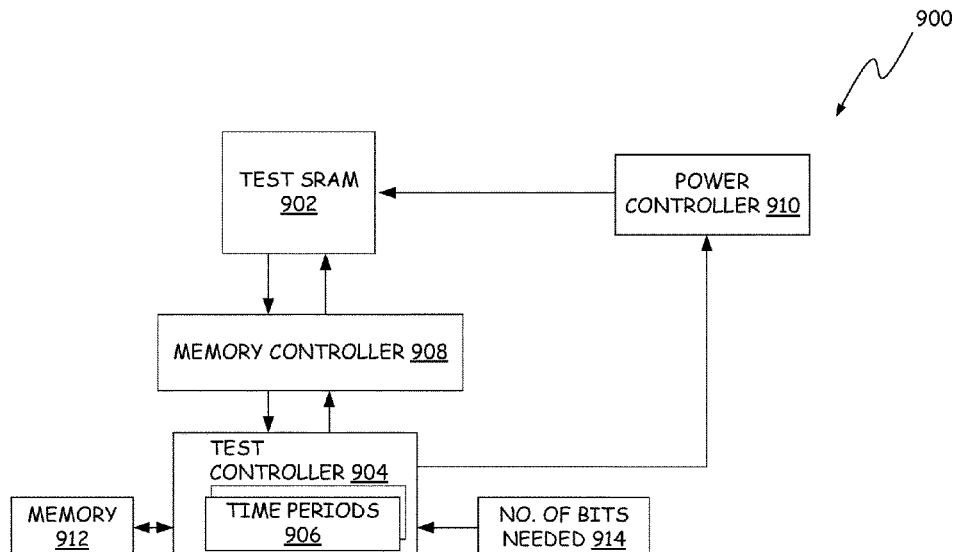 900
TEST SRAM
902
POWER
CONTROLLER 910
MEMORY CONTROLLER 908
TEST
CONTROLLER 904
TIME PERIODS
906
MEMORY
912
NO. OF BITS
NEEDED 914